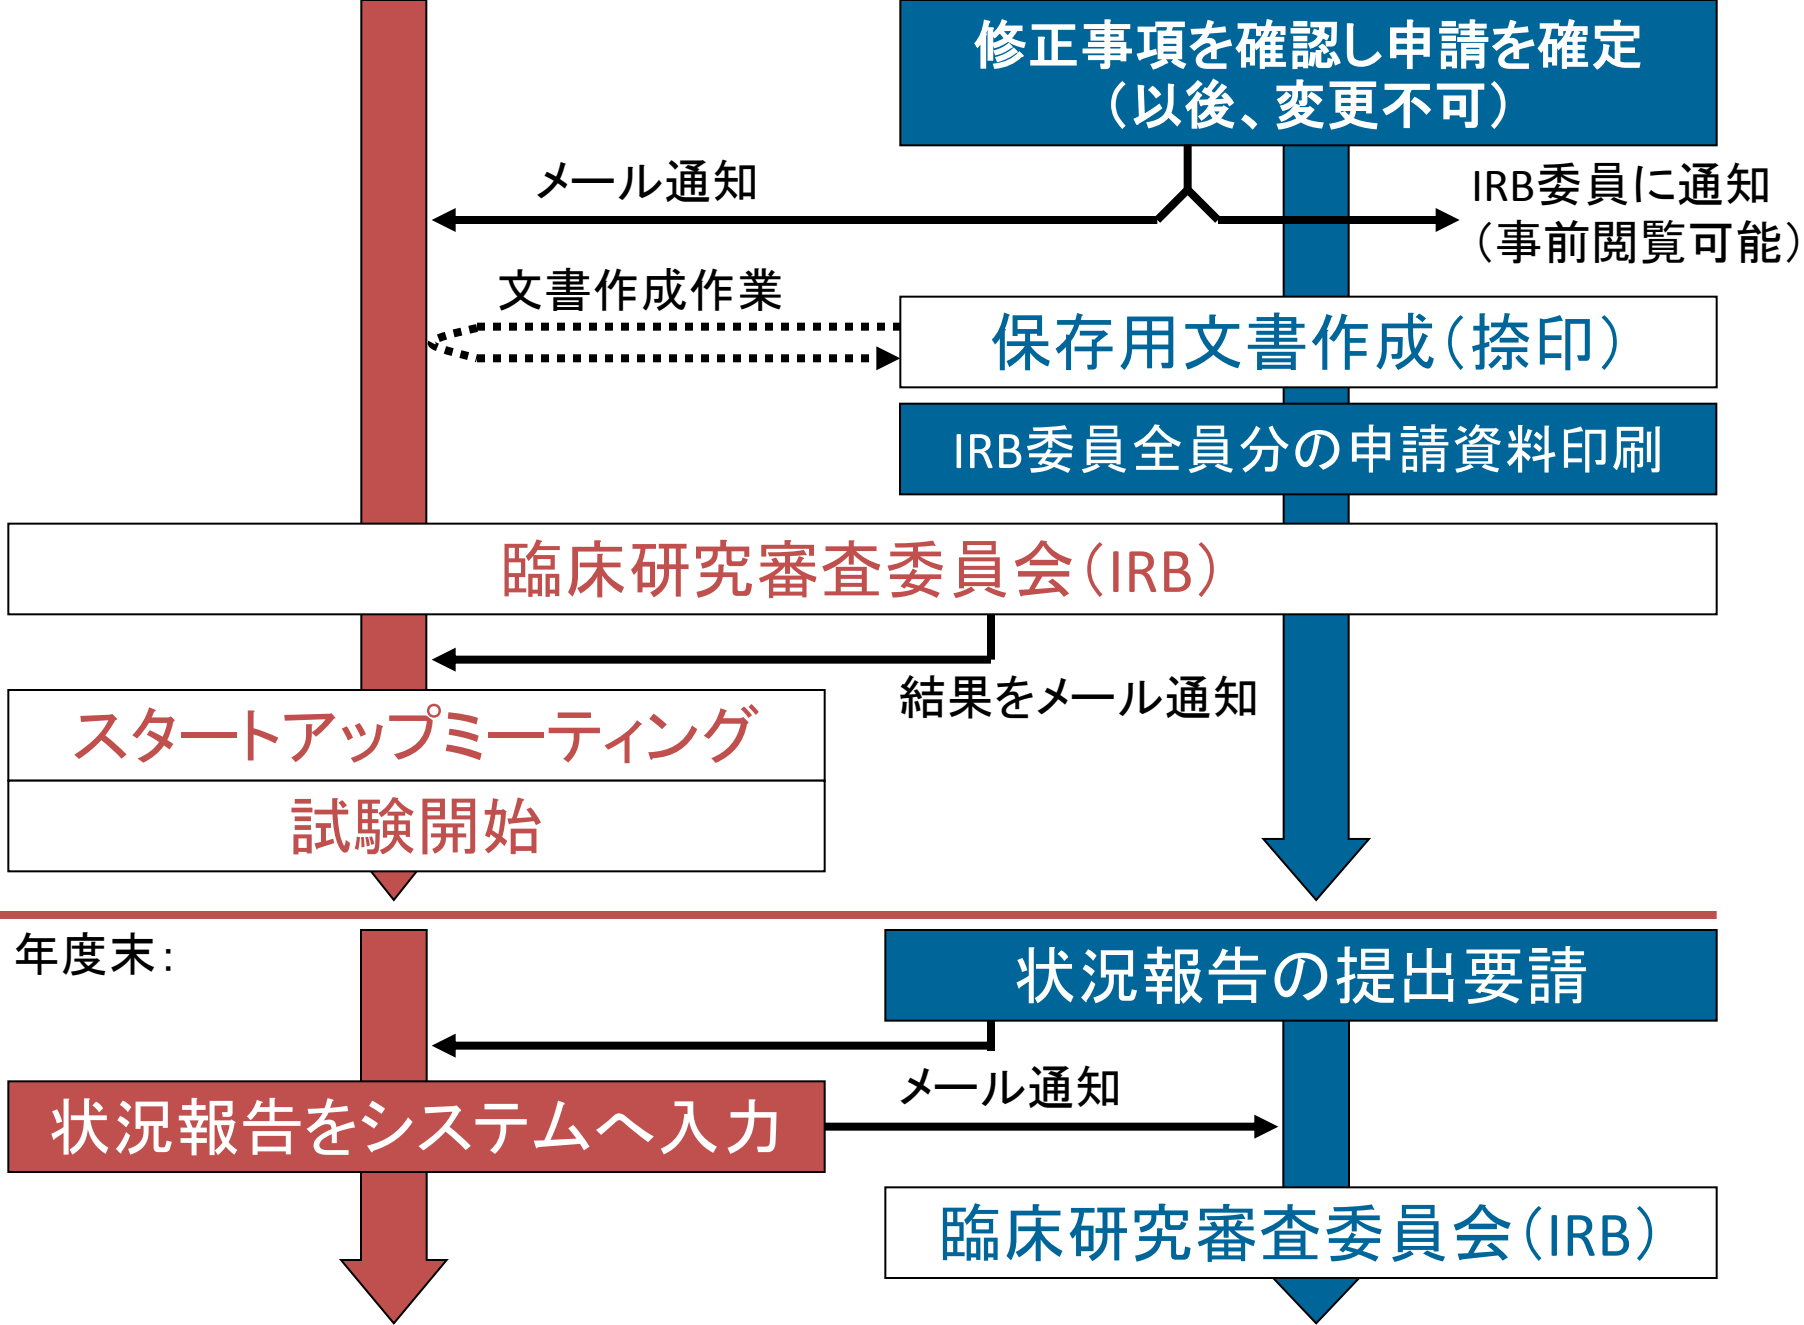 修正事項を確認し申請を確定
（以後、変更不可）
メール通知
IRB委員に通知
（事前閲覧可能）
文書作成作業
保存用文書作成（捺印）
IRB委員全員分の申請資料印刷
臨床研究審査委員会（IRB）
結果をメール通知
スタートアップミーティング
試験開始
年度末：
状況報告の提出要請
メール通知
状況報告をシステムへ入力
臨床研究審査委員会（IRB）